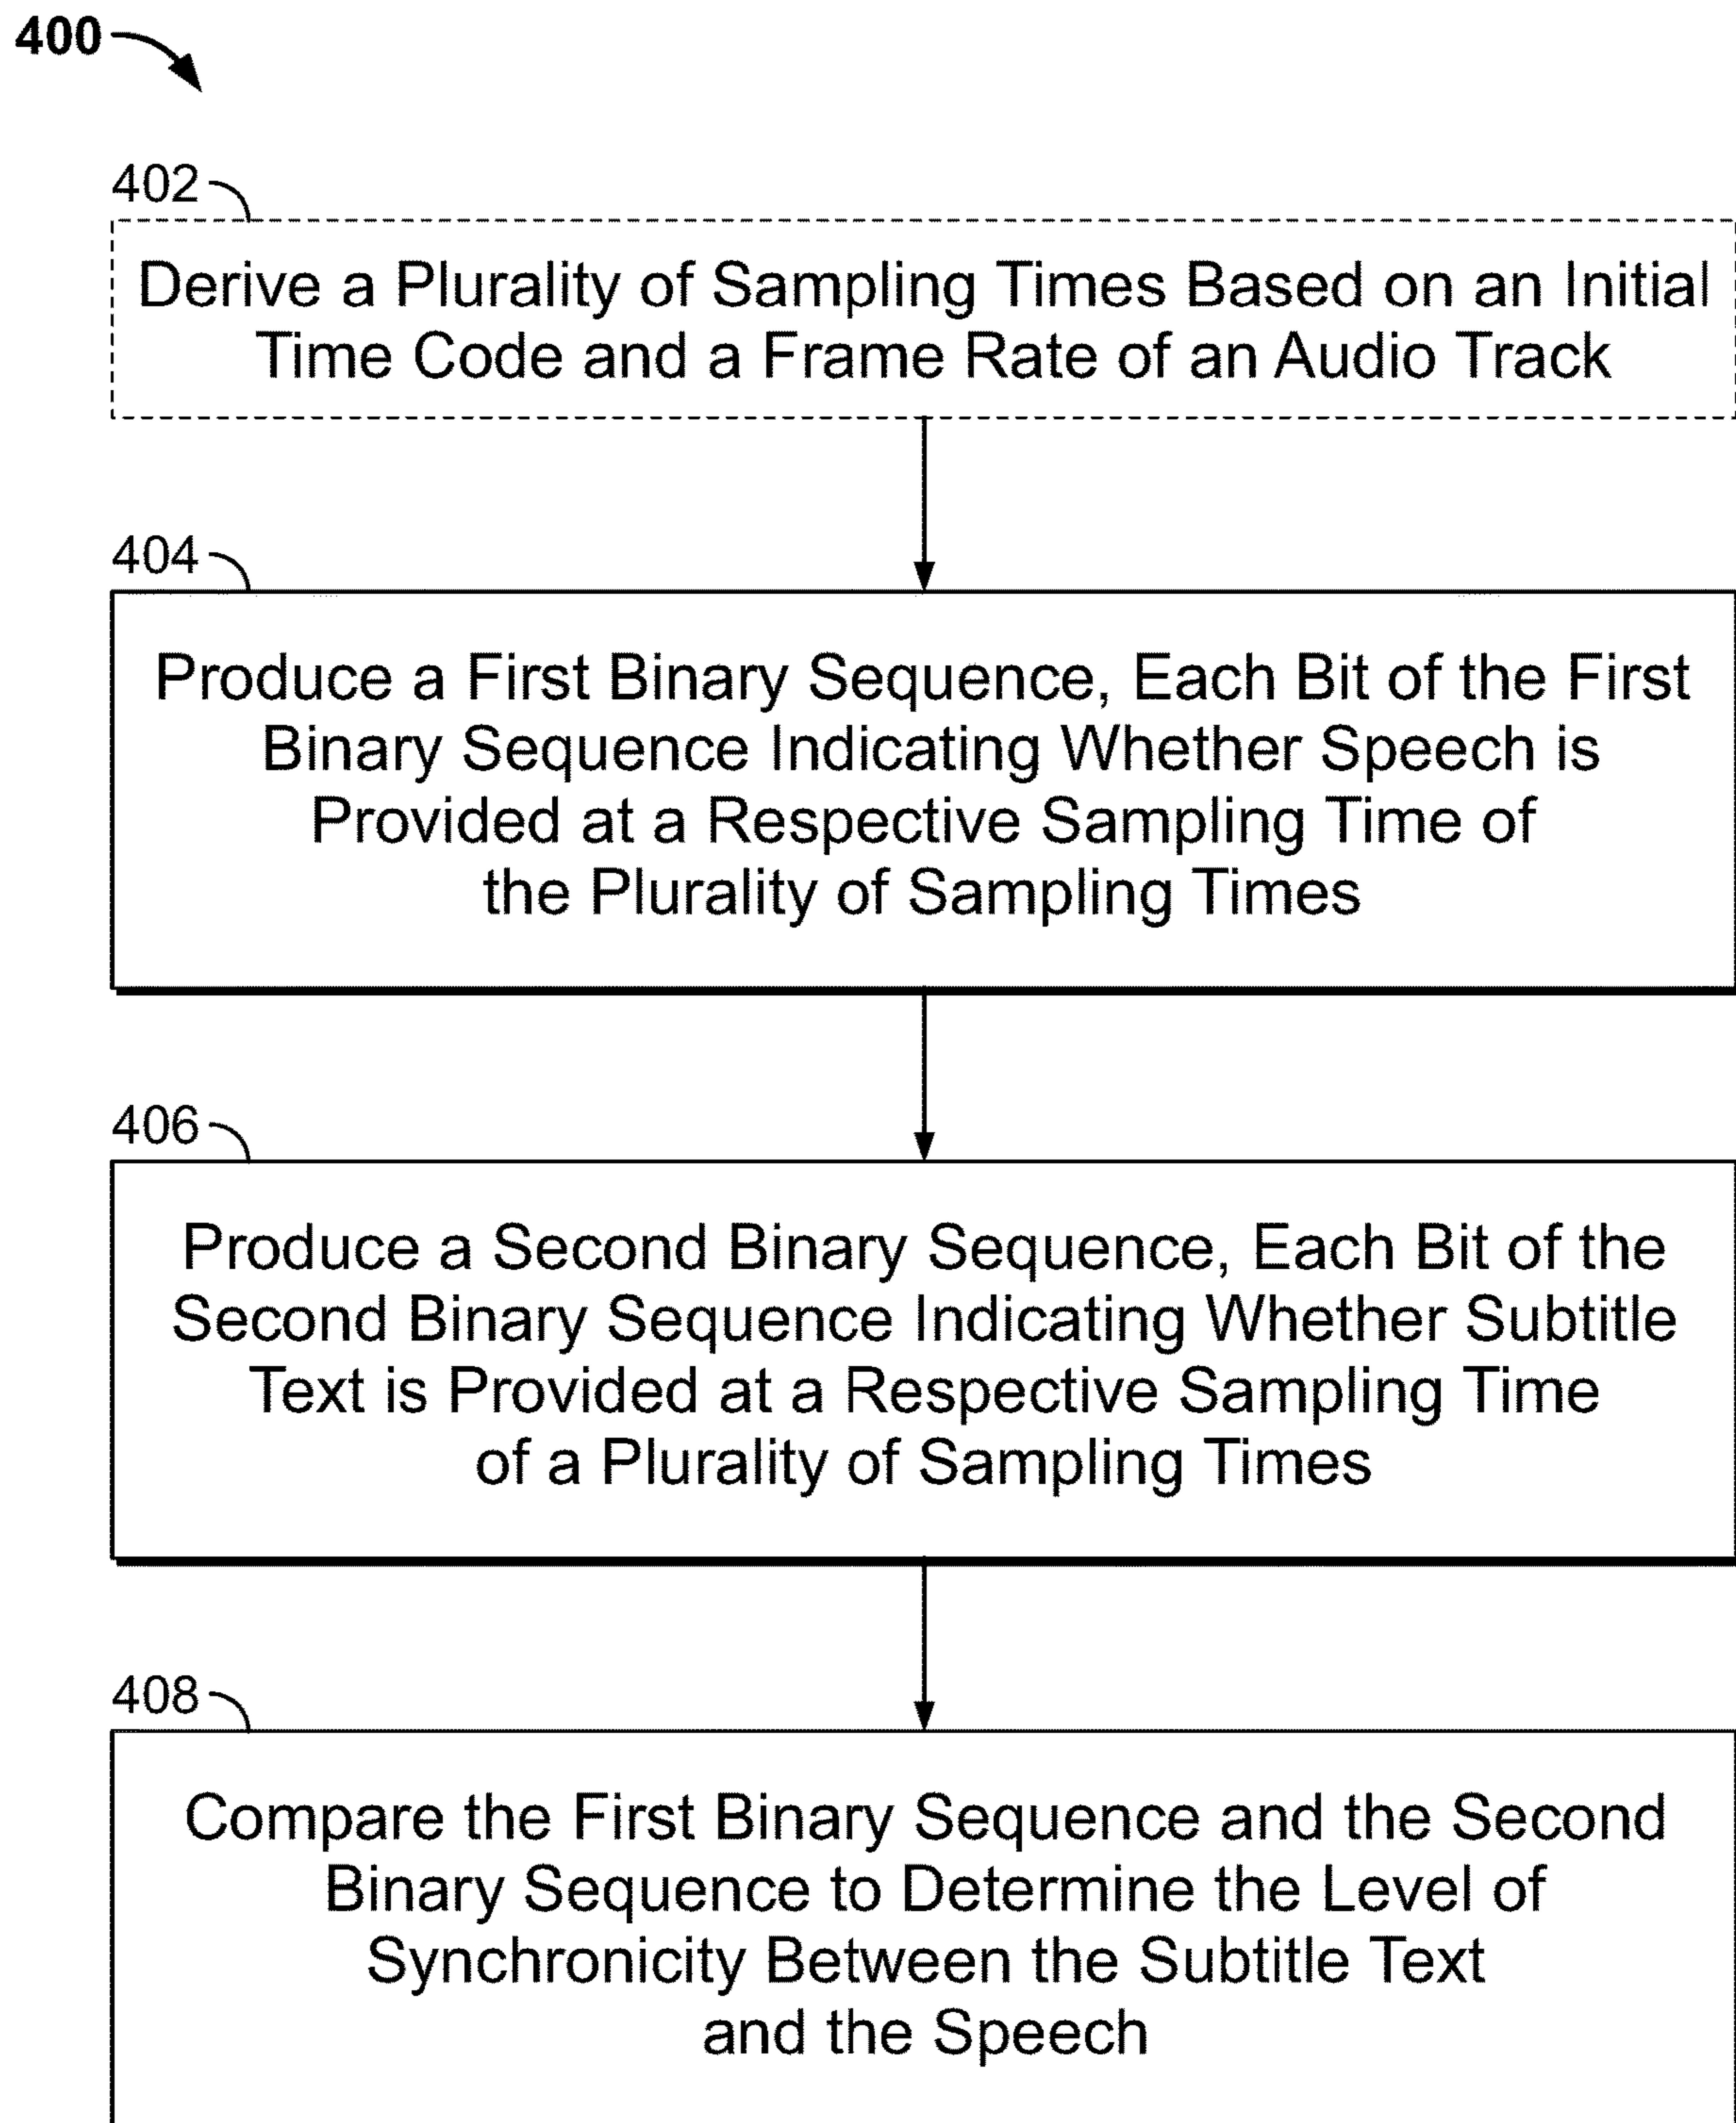 400
402
Derive a Plurality of Sampling Times Based on an Initial
Time Code and a Frame Rate of an Audio Track
404
Produce a First Binary Sequence, Each Bit of the First
Binary Sequence Indicating Whether Speech is
Provided at a Respective Sampling Time of
the Plurality of Sampling Times
406
Produce a Second Binary Sequence, Each Bit of the
Second Binary Sequence Indicating Whether Subtitle
Text is Provided at a Respective Sampling Time
of a Plurality of Sampling Times
408
Compare the First Binary Sequence and the Second
Binary Sequence to Determine the Level of
Synchronicity Between the Subtitle Text
and the Speech